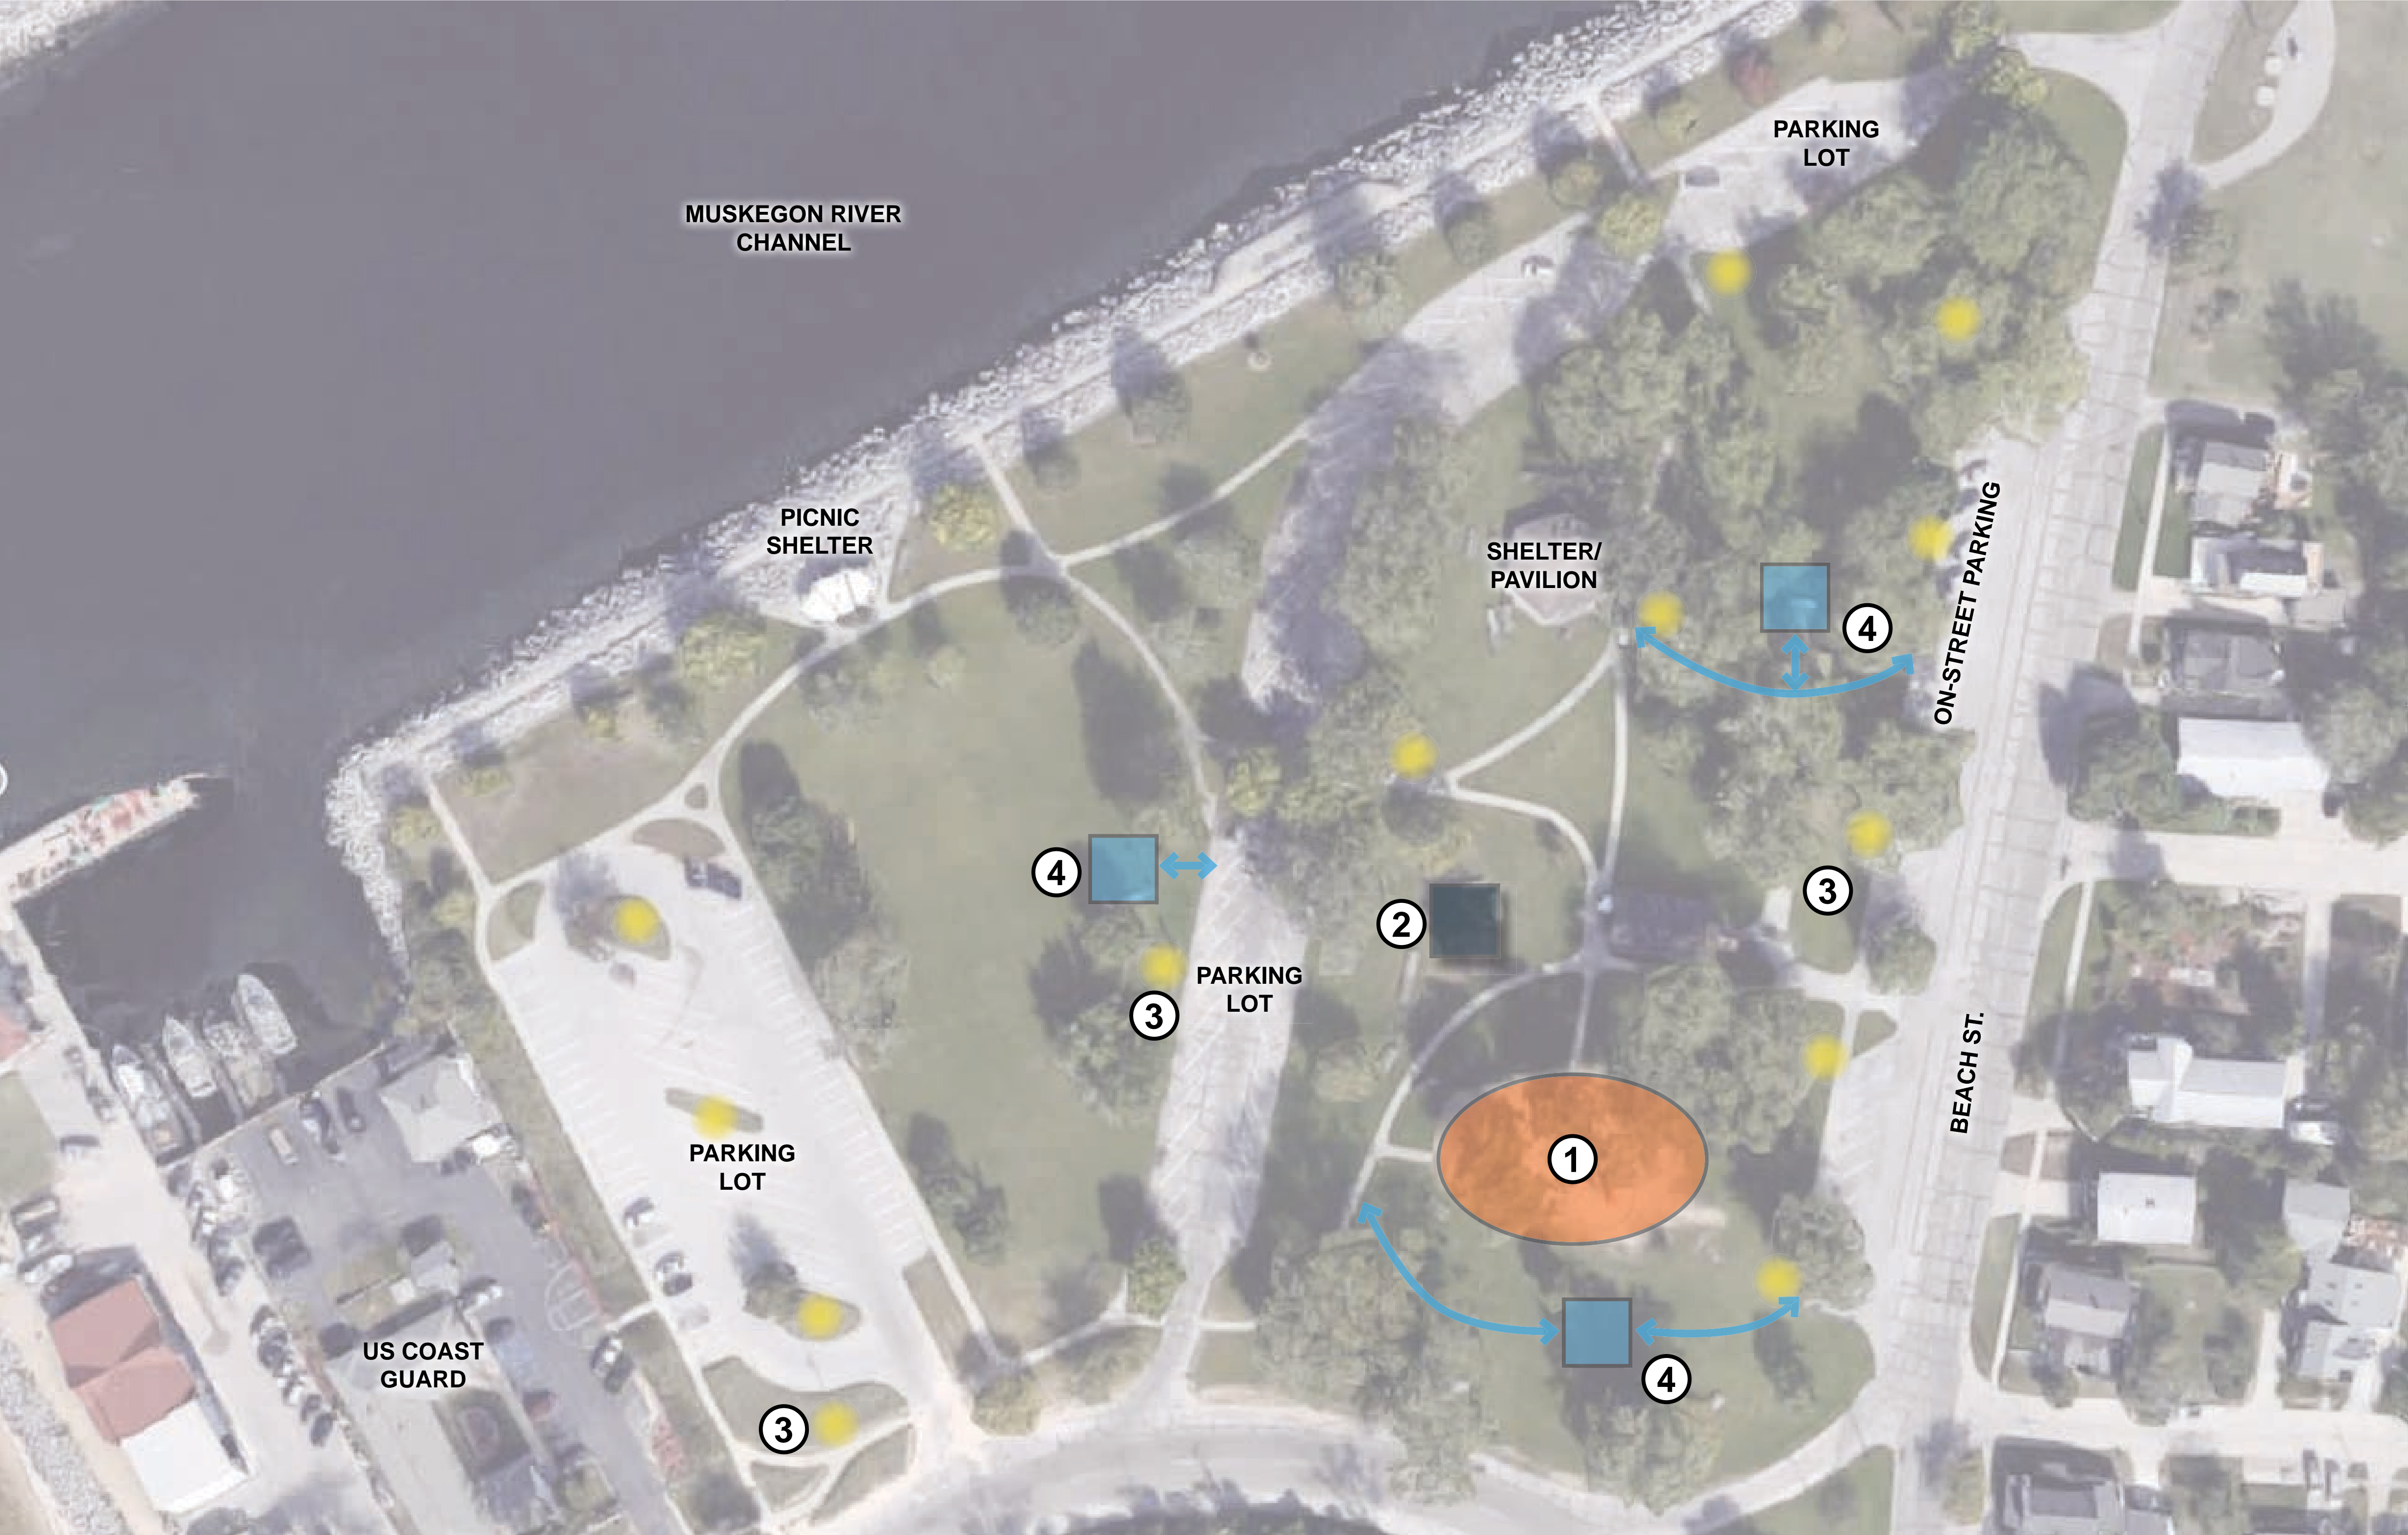 PARKING
LOT
MUSKEGON RIVER
CHANNEL
PICNIC
SHELTER
SHELTER/
PAVILION
ON-STREET PARKING
4
4
3
2
PARKING
LOT
3
BEACH ST.
PARKING
LOT
1
US COAST
GUARD
4
3